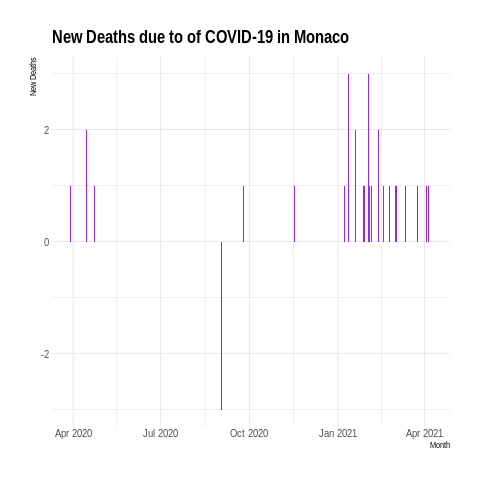 New Deaths due to of COVID-19 in Monaco
New Deaths
2
0
-2
Apr 2020 Jul 2020 Oct 2020 Jan 2021 Apr 2021
Month